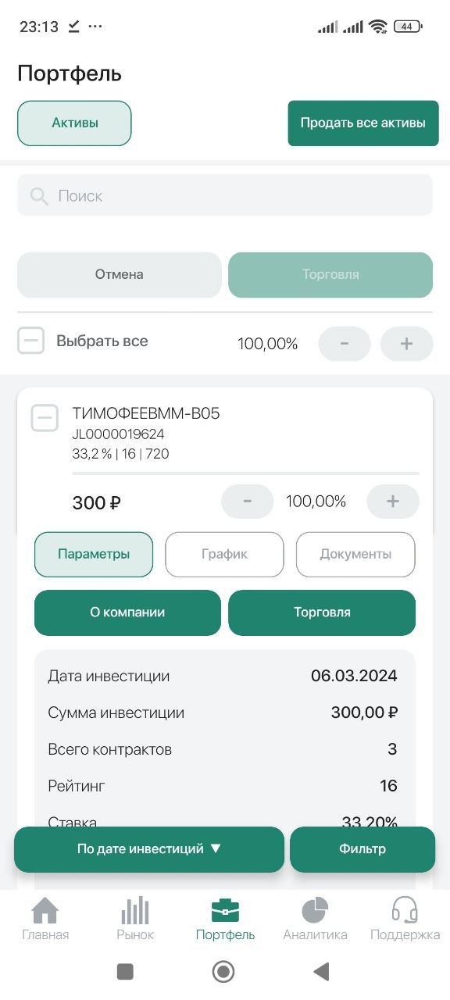 23:13
44
Портфель
Активы
Продать все активы
Поиск
Отмена
Торговля
Выбрать все
100,00%
-
+
ТИМОФЕЕВММ-В05
JL0000019624
33,2 % | 16 | 720
300 ₽
-
100,00%
+
Параметры
График
Документы
О компании
Торговля
Дата инвестиции
06.03.2024
Сумма инвестиции
300,00 ₽
Всего контрактов
3
Рейтинг
16
Ставка
33,20%
По дате инвестиций ▼
Фильтр
Главная
Рынок
Портфель
Аналитика
Поддержка